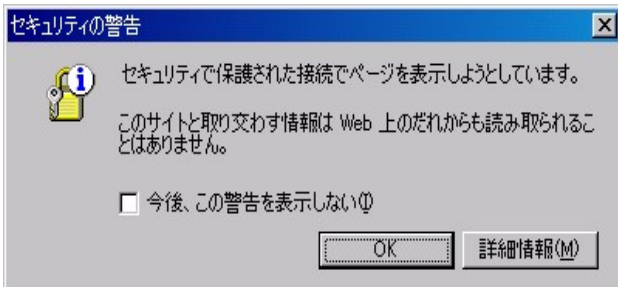 セキュリティの警告
セキュリティで保護された接続でページを表示しようとしています。
このサイトと取り交わす情報は Web 上のだれからも読み取られるこ
とはありません。
今後、この警告を表示しない(I)
OK 詳細情報(M)